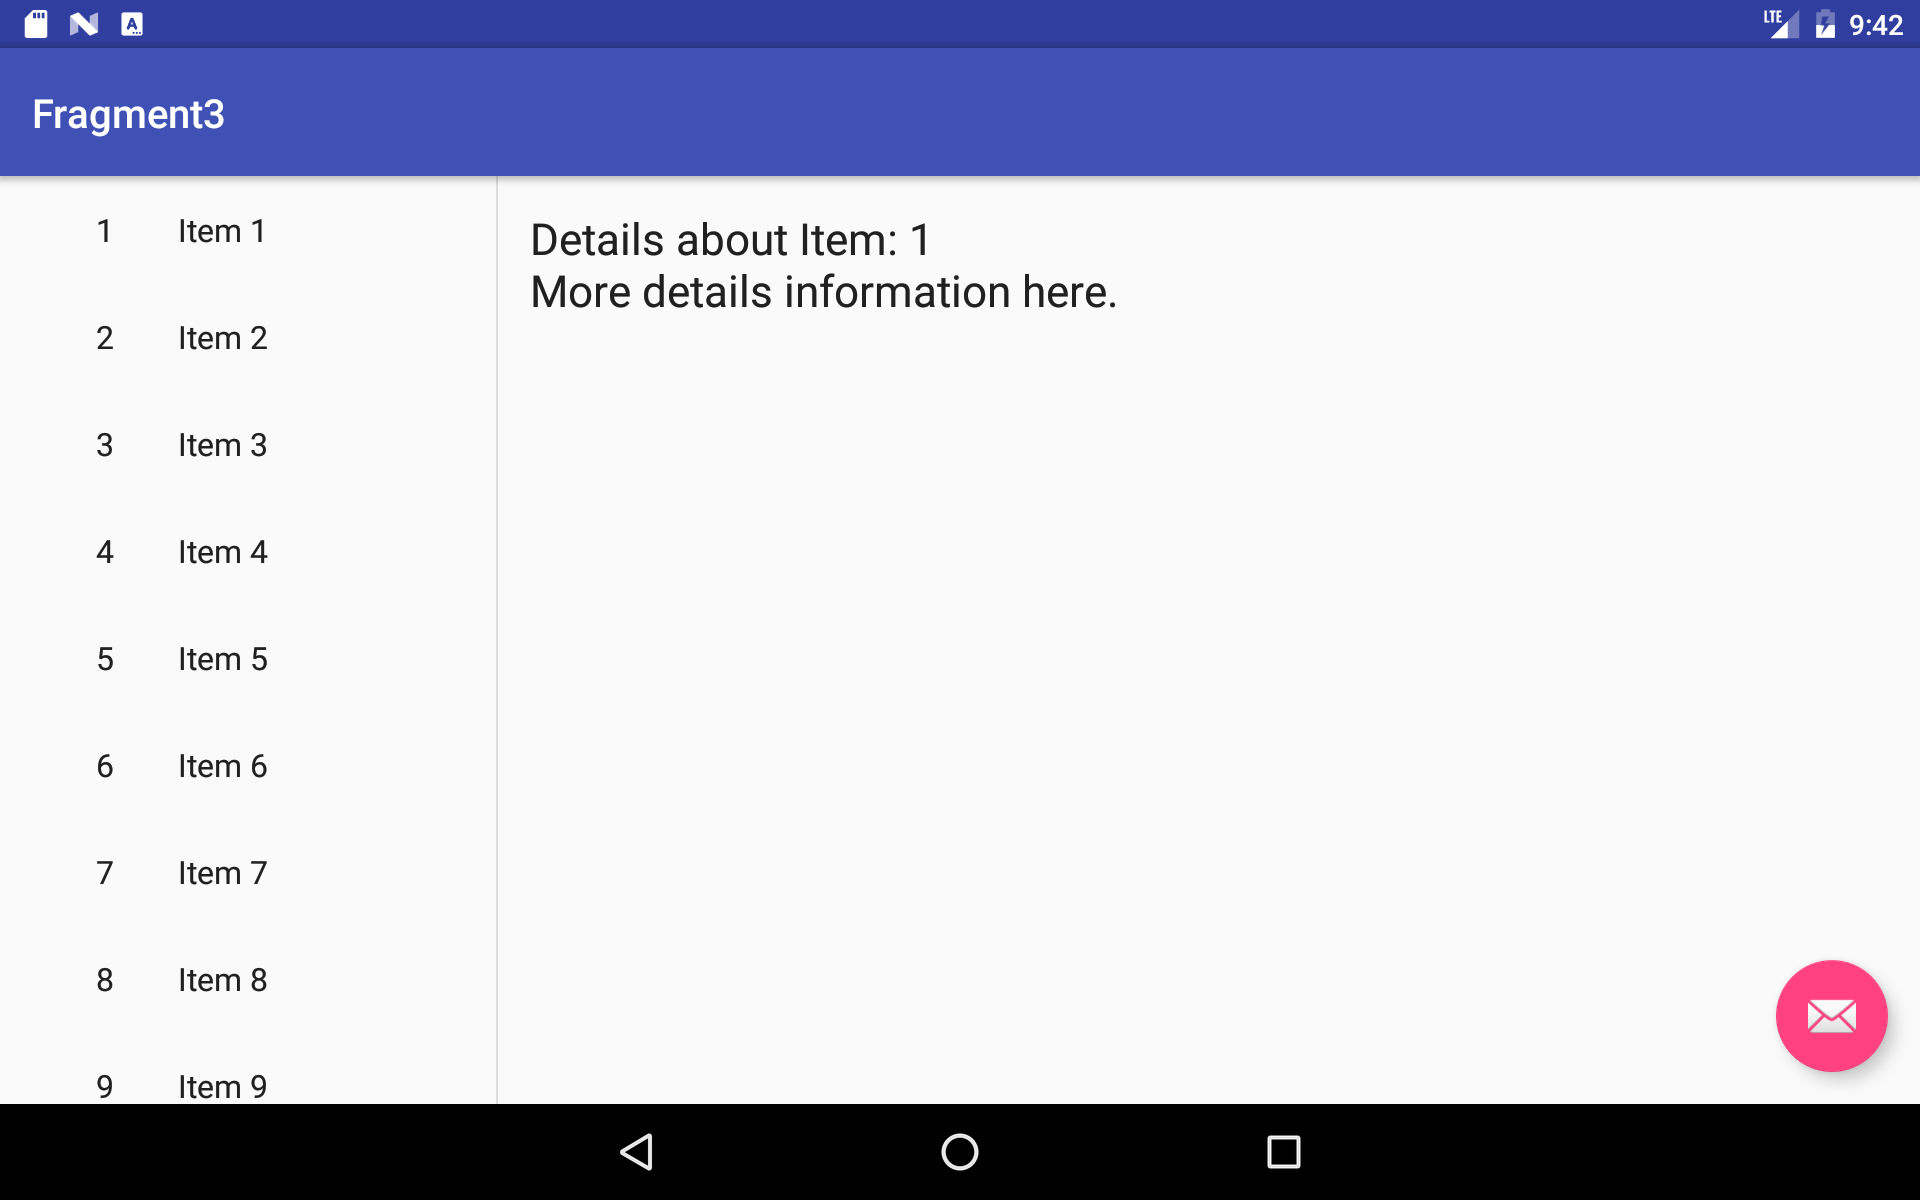 LTE 9:42
Fragment3
1 Item 1
2 Item 2
3 Item 3
4 Item 4
5 Item 5
6 Item 6
7 Item 7
8 Item 8
9 Item 9
Details about Item: 1
More details information here.